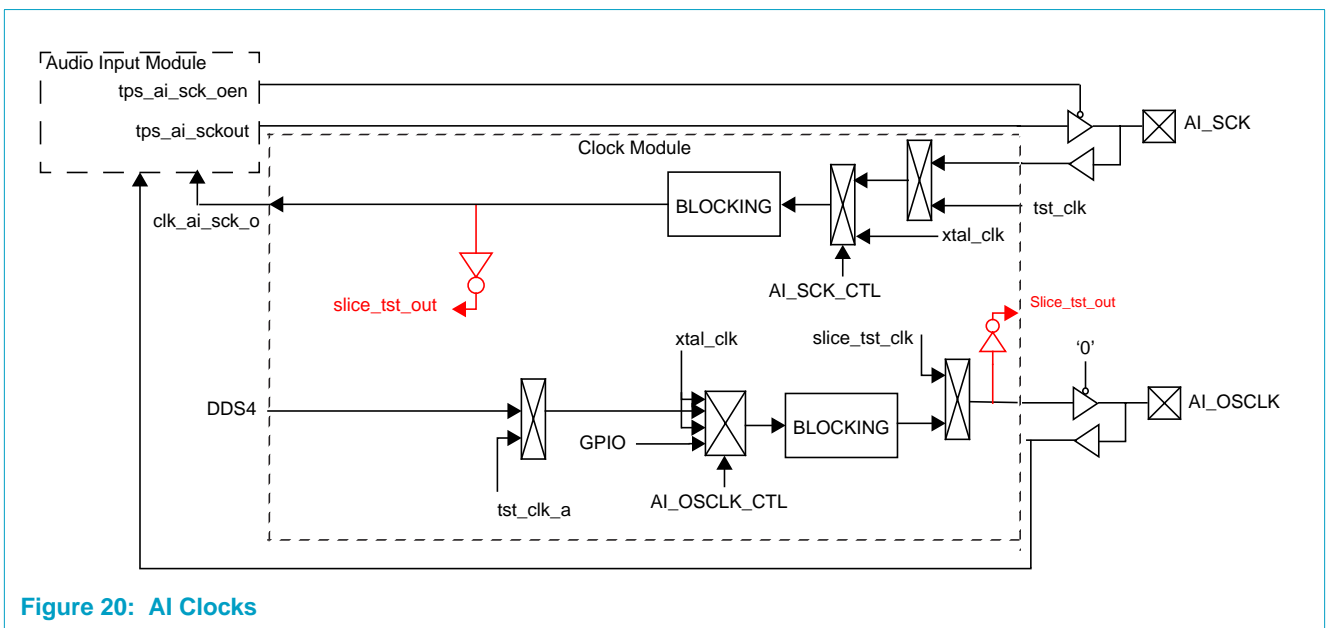 Audio Input Module
tps_ai_sck_oen
tps_ai_sckout
AI_SCK
Clock Module
BLOCKING
clk_ai_sck_o
tst_clk
xtal_clk
AI_SCK_CTL
slice_tst_out
Slice_tst_out
xtal_clk
slice_tst_clk
‘0’
DDS4
AI_OSCLK
BLOCKING
GPIO
tst_clk_a
AI_OSCLK_CTL
Figure 20: AI Clocks